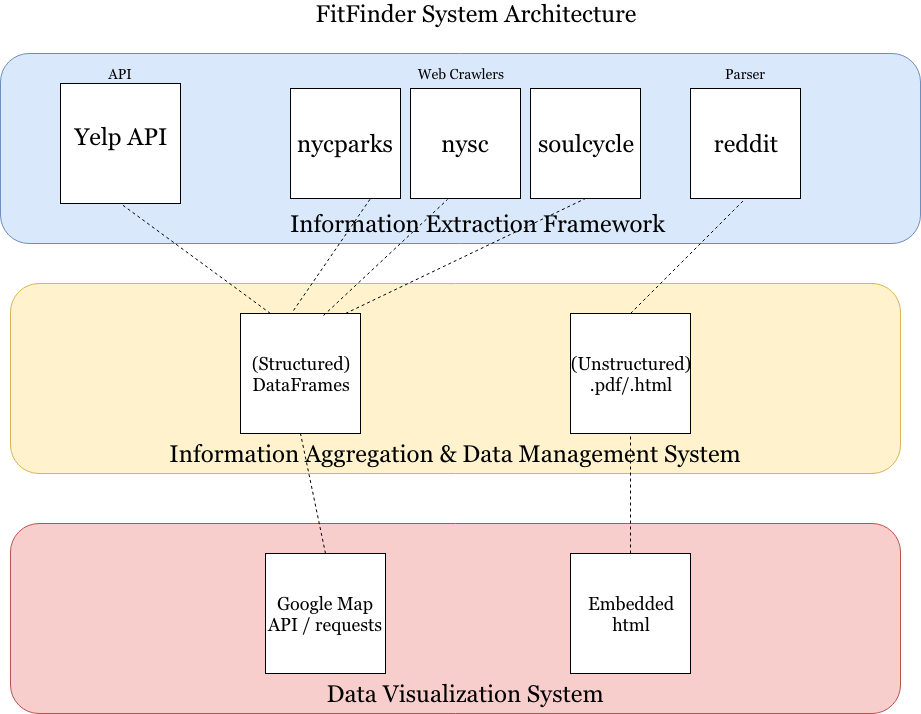 FitFinder System Architecture
API
Web Crawlers
Parser
Yelp API
nycparks
nysc
soulcycle
reddit
Information Extraction Framework
(Structured)
DataFrames
(Unstructured)
.pdf/.html
Information Aggregation & Data Management System
Google Map
API / requests
Embedded
html
Data Visualization System